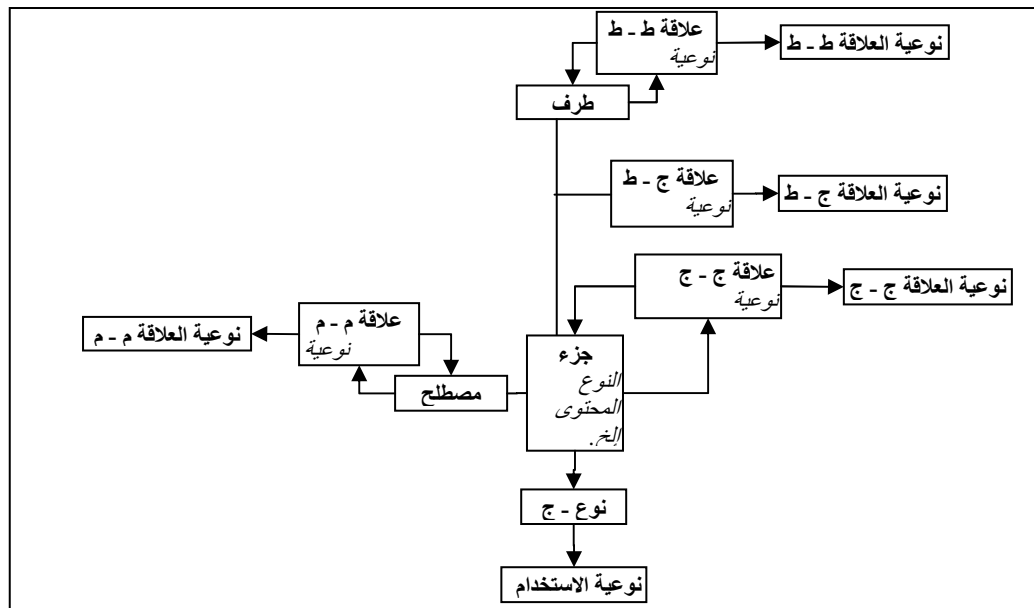 علاقة ط - ط
نوعية
نوعية العلاقة ط - ط
طرف
علاقة ج - ط
نوعية
نوعية العلاقة ج - ط
علاقة ج - ج
نوعية
نوعية العلاقة ج - ج
علاقة م - م
نوعية
نوعية العلاقة م - م
مصطلح
جزء
النوع
المحتوى
إلخ.
نوع - ج
نوعية الاستخدام